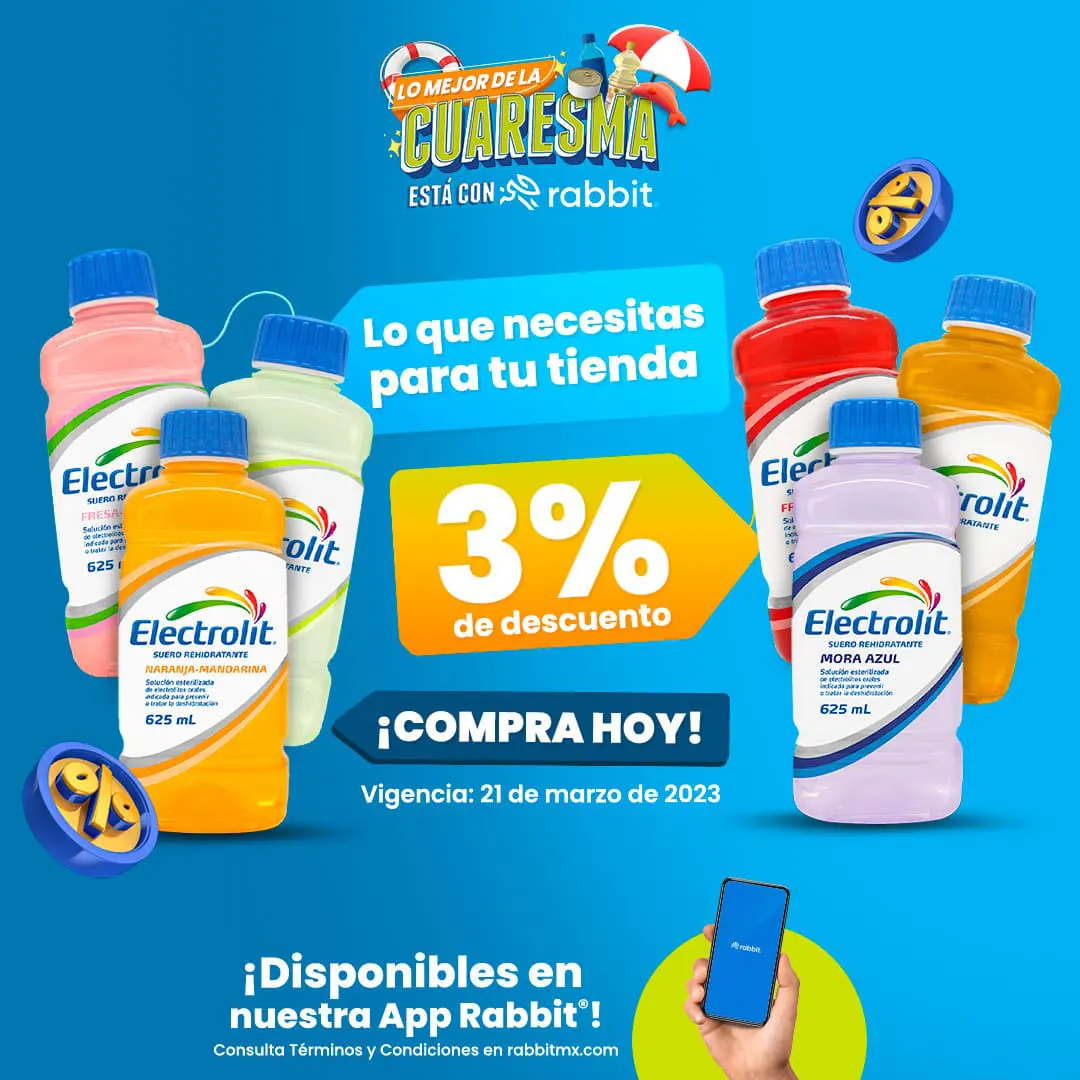 LO MEJOR DE LA
CUARESMA
ESTÁ CON rabbit
Lo que necesitas
para tu tienda
3%
de descuento
¡COMPRA HOY!
Vigencia: 21 de marzo de 2023
Electrolit
SUERO REHIDRATANTE
NARANJA-MANDARINA
Solución esterilizada
de electrolitos orales
indicada para prevenir
o tratar la deshidratación
625 mL
Electrolit
SUERO REHIDRATANTE
MORA AZUL
Solución esterilizada
de electrolitos orales
indicada para prevenir
o tratar la deshidratación
625 mL
FRESA-
625
rabbit
¡Disponibles en
nuestra App Rabbit®!
Consulta Términos y Condiciones en rabbitmx.com